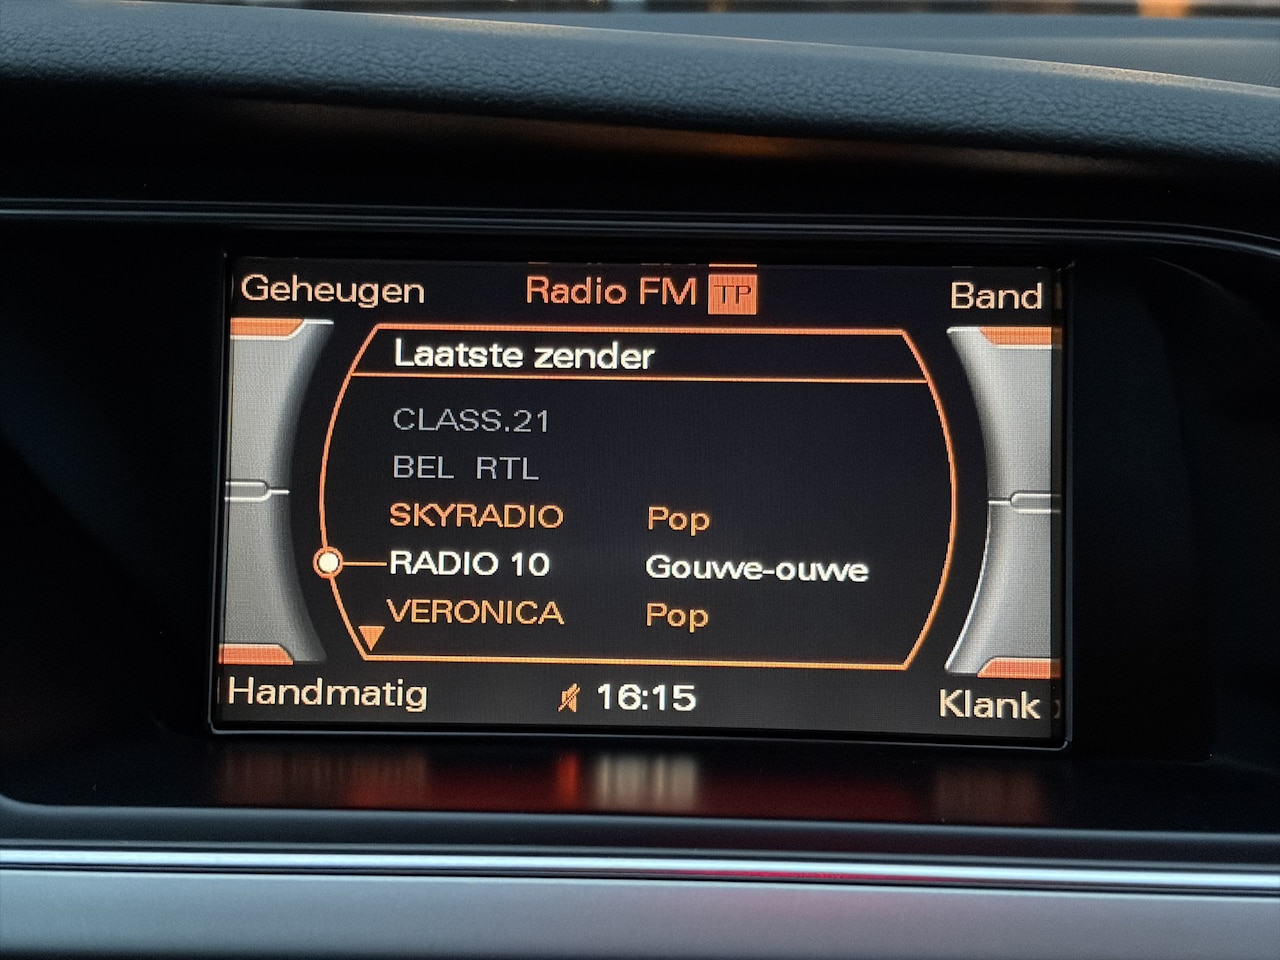 Geheugen Radio FM TP Band
Laatste zender
CLASS.21
BEL RTL
SKYRADIO Pop
RADIO 10 Gouwe-ouwe
VERONICA Pop
Handmatig 16:15 Klank